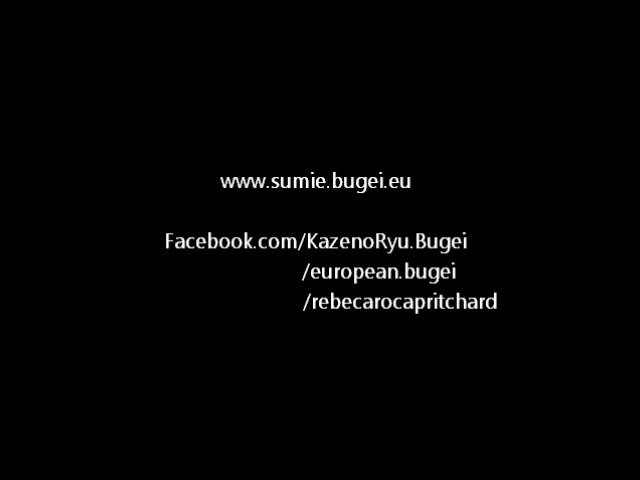 www.sumie.bugei.eu
Facebook.com/KazenoRyu.Bugei
/european.bugei
/rebecarocapritchard